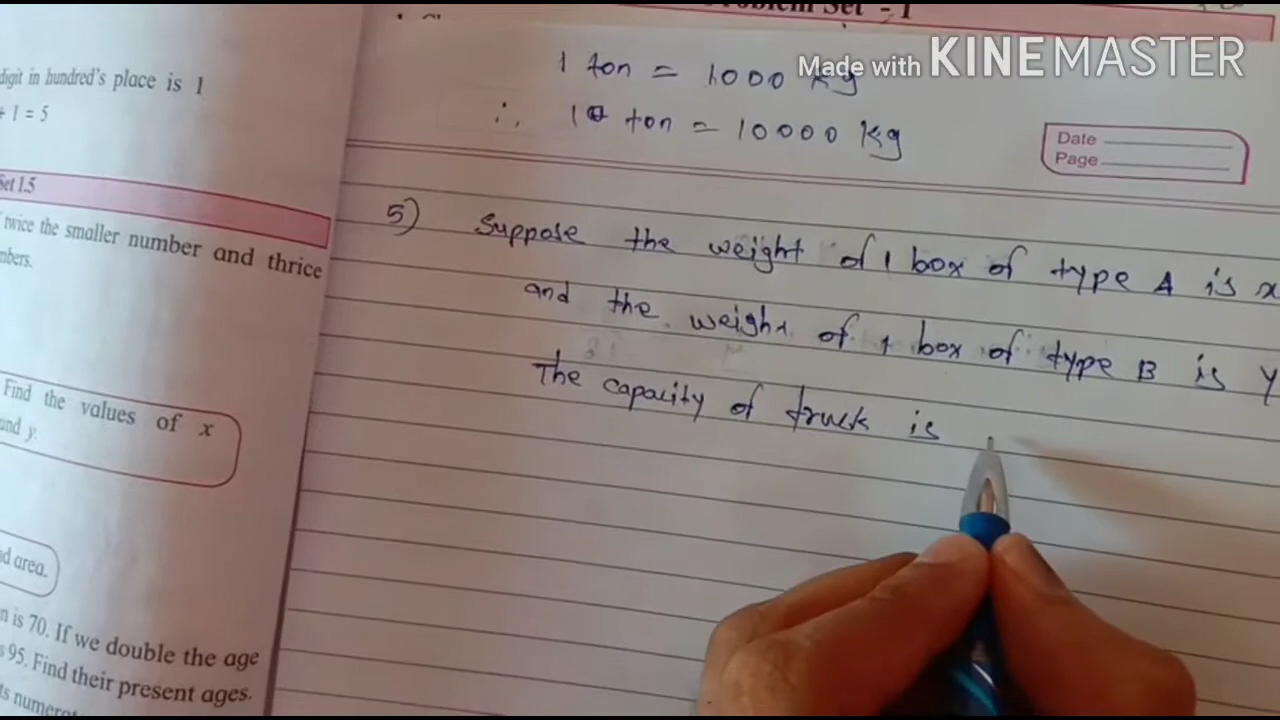 digit in hundred's place is 1
+ 1 = 5
Set 1.5
twice the smaller number and thrice
Find the values of x
and y.
area.
is 70. If we double the age
95. Find their present ages.
Problem Set - 1
Made with KINEMASTER
1 ton = 1000 kg
∴ 10 ton = 10000 kg
Date
Page
5) Suppose the weight of 1 box of type A is x
and the weight of 1 box of type B is y
The capacity of truck is